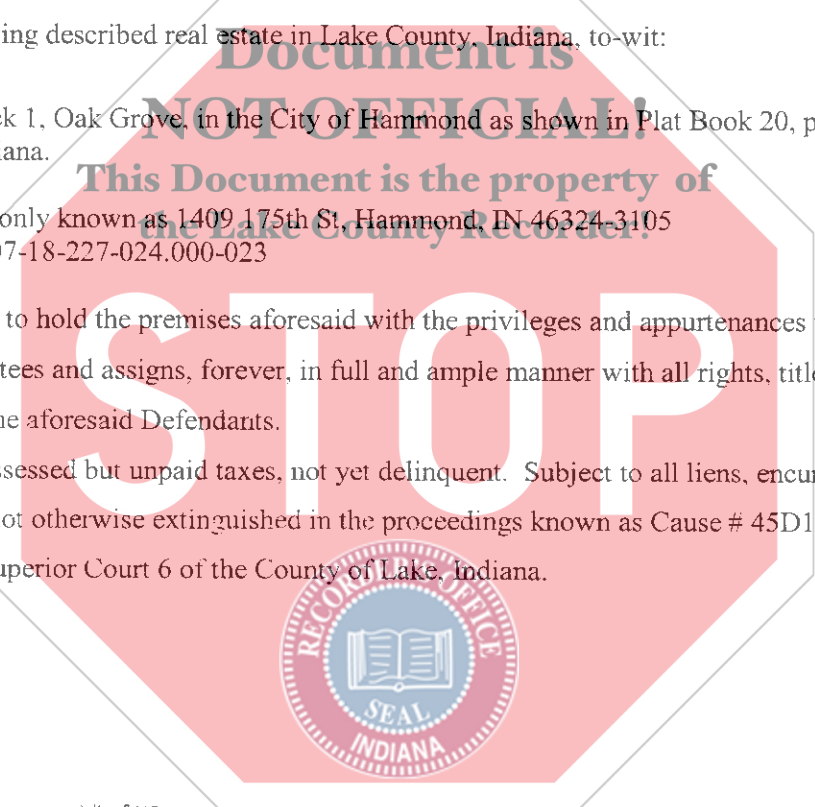 ing described real estate in Lake County, Indiana, to-wit:
Document is
k 1, Oak Grove, in the City of Hammond as shown in Plat Book 20, p
NOT OFFICIAL!
iana.
This Document is the property of
only known as 1409 175th St, Hammond, IN 46324-3105
the Lake County Recorder!
7-18-227-024.000-023
to hold the premises aforesaid with the privileges and appurtenances
tees and assigns, forever, in full and ample manner with all rights, title
ne aforesaid Defendants.
STOP
ssessed but unpaid taxes, not yet delinquent. Subject to all liens, encu
ot otherwise extinguished in the proceedings known as Cause # 45D1
uperior Court 6 of the County of Lake, Indiana.
RECORDER'S OFFICE
SEAL
INDIANA